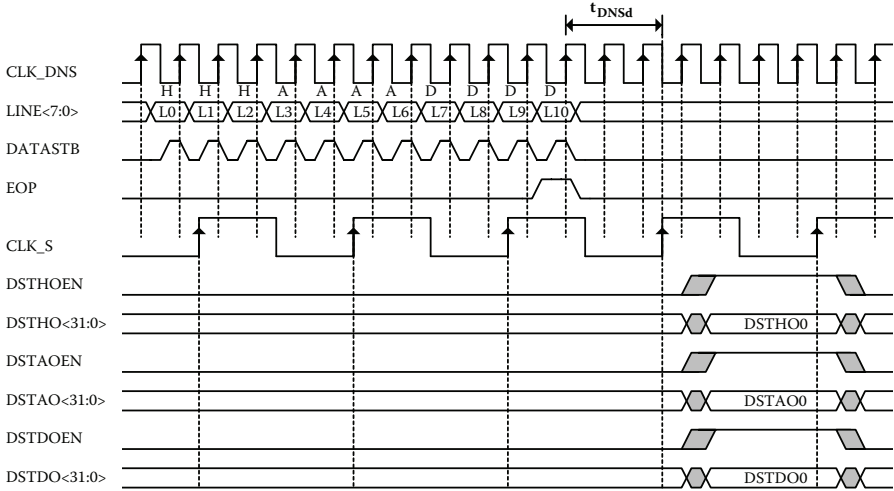 tDNSd
CLK_DNS
H H H A A A A D D D D
LINE<7:0> L0 L1 L2 L3 L4 L5 L6 L7 L8 L9 L10
DATASTB
EOP
CLK_S
DSTHOEN
DSTHO<31:0> DSTHO0
DSTAOEN
DSTAO<31:0> DSTAO0
DSTDOEN
DSTDO<31:0> DSTDO0